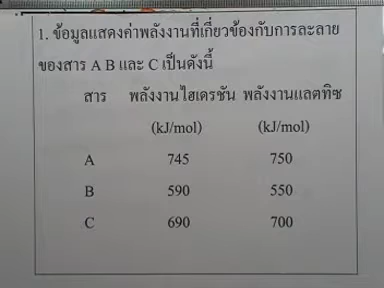 1. ข้อมูลแสดงค่าพลังงานที่เกี่ยวข้องกับการละลาย
ของสาร A B และ C เป็นดังนี้
สาร พลังงานไฮเดรชัน พลังงานแลตทิซ
(kJ/mol) (kJ/mol)
A 745 750
B 590 550
C 690 700